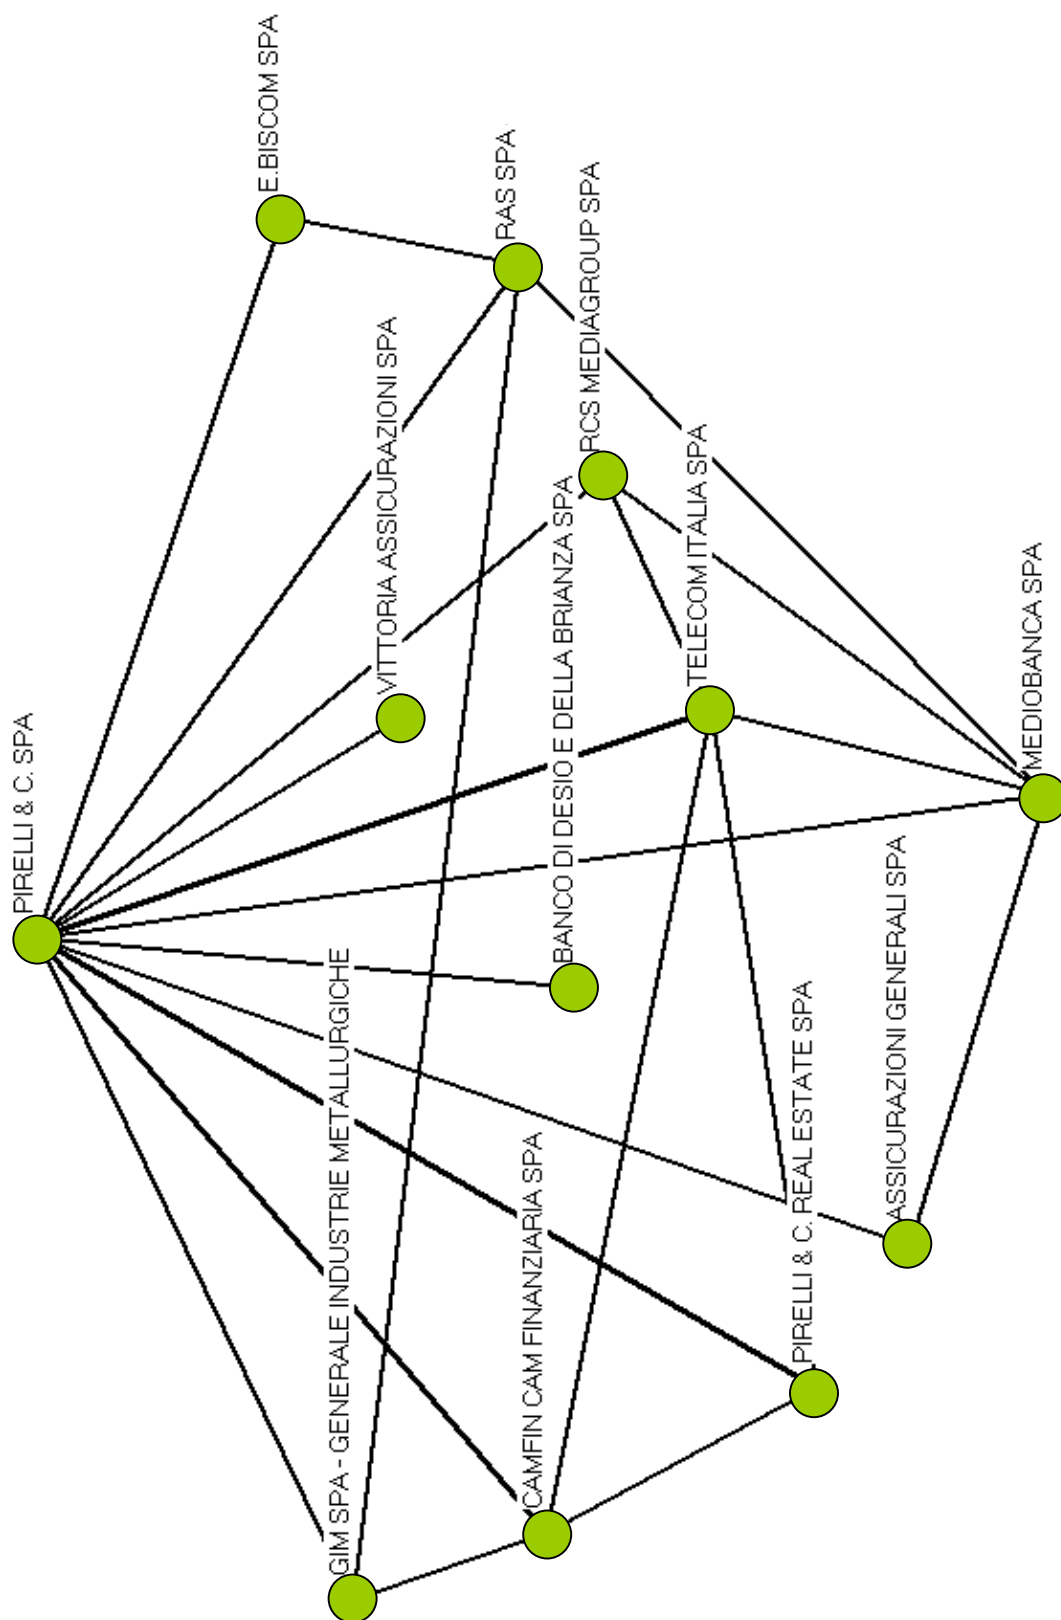 PIRELLI & C. SPA
E.BISCOM SPA
GIM SPA - GENERALE INDUSTRIE METALLURGICHE
VITTORIA ASSICURAZIONI SPA
RAS SPA
CAMFIN CAM FINANZIARIA SPA
BANCO DI DESIO E DELLA BRIANZA SPA
RCS MEDIAGROUP SPA
TELECOM ITALIA SPA
PIRELLI & C. REAL ESTATE SPA
ASSICURAZIONI GENERALI SPA
MEDIOBANCA SPA